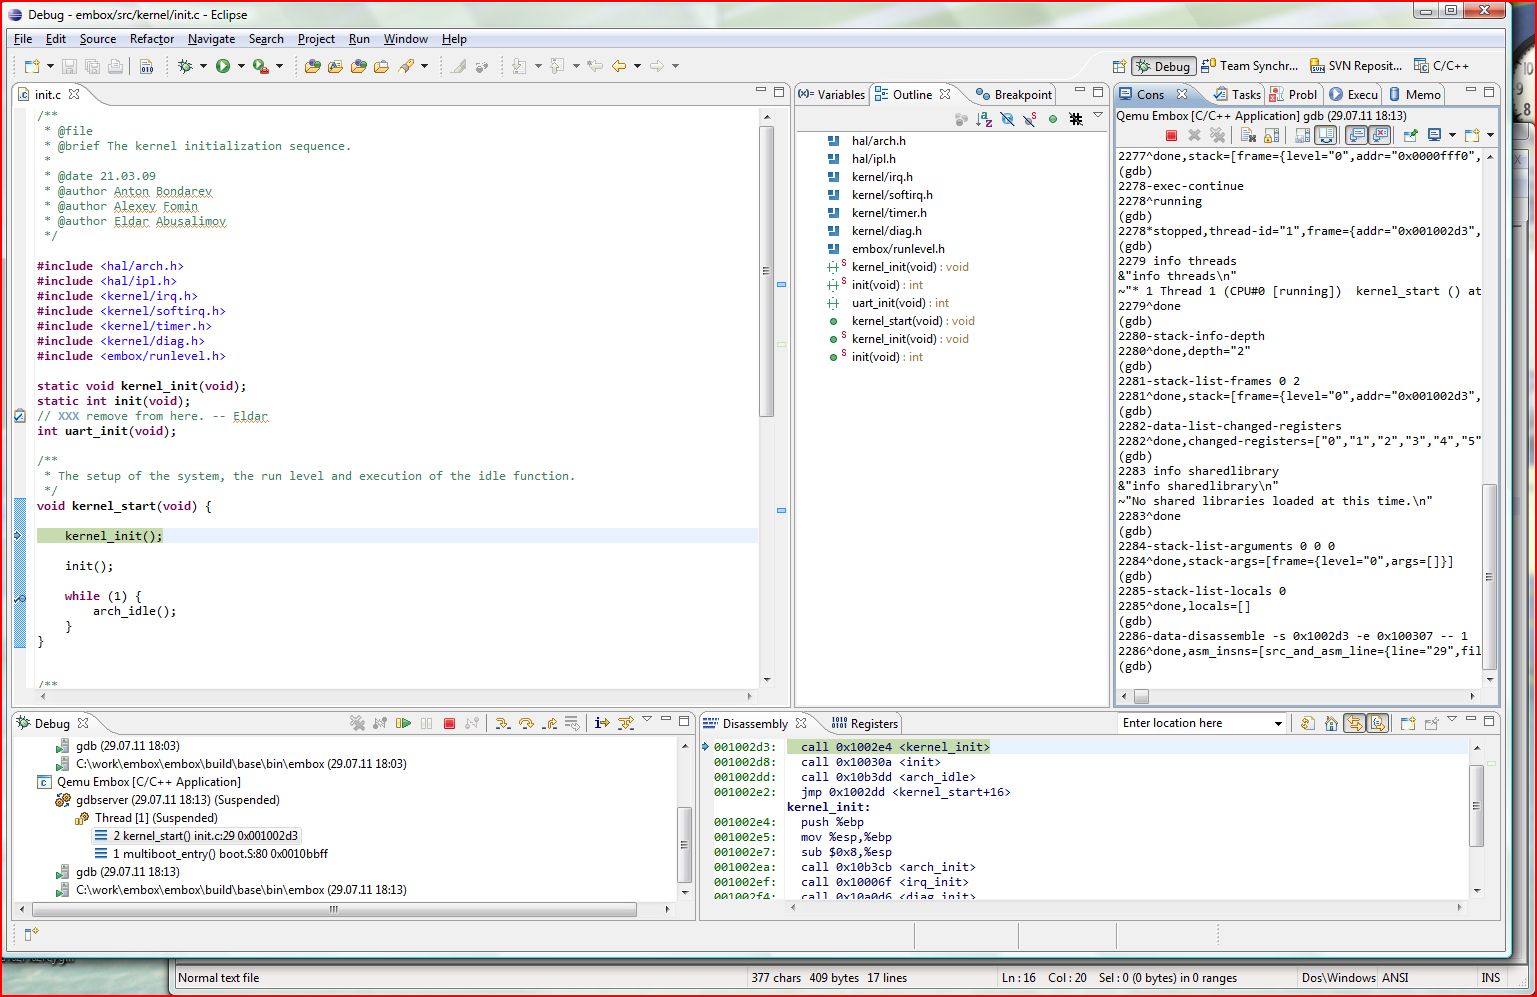 Debug - embox/src/kernel/init.c - Eclipse
File Edit Source Refactor Navigate Search Project Run Window Help
Debug Team Synchr... SVN Reposit... C/C++
init.c
/**
 * @file
 * @brief The kernel initialization sequence.
 *
 * @date 21.03.09
 * @author Anton Bondarev
 * @author Alexey Fomin
 * @author Eldar Abusalimov
 */
#include <hal/arch.h>
#include <hal/ipl.h>
#include <kernel/irq.h>
#include <kernel/softirq.h>
#include <kernel/timer.h>
#include <kernel/diag.h>
#include <embox/runlevel.h>
static void kernel_init(void);
static int init(void);
// XXX remove from here. -- Eldar
int uart_init(void);
/**
 * The setup of the system, the run level and execution of the idle function.
 */
void kernel_start(void) {
kernel_init();
init();
while (1) {
arch_idle();
}
}
/**
(x)= Variables Outline Breakpoint
hal/arch.h
hal/ipl.h
kernel/irq.h
kernel/softirq.h
kernel/timer.h
kernel/diag.h
embox/runlevel.h
kernel_init(void) : void
init(void) : int
uart_init(void) : int
kernel_start(void) : void
kernel_init(void) : void
init(void) : int
Cons Tasks Probl Execu Memo
Qemu Embox [C/C++ Application] gdb (29.07.11 18:13)
2277^done,stack=[frame={level="0",addr="0x0000fff0",
(gdb)
2278-exec-continue
2278^running
(gdb)
2278*stopped,thread-id="1",frame={addr="0x001002d3",
(gdb)
2279 info threads
&"info threads\n"
~"* 1 Thread 1 (CPU#0 [running])  kernel_start () at
2279^done
(gdb)
2280-stack-info-depth
2280^done,depth="2"
(gdb)
2281-stack-list-frames 0 2
2281^done,stack=[frame={level="0",addr="0x001002d3",
(gdb)
2282-data-list-changed-registers
2282^done,changed-registers=["0","1","2","3","4","5"
(gdb)
2283 info sharedlibrary
&"info sharedlibrary\n"
~"No shared libraries loaded at this time.\n"
2283^done
(gdb)
2284-stack-list-arguments 0 0 0
2284^done,stack-args=[frame={level="0",args=[]}]
(gdb)
2285-stack-list-locals 0
2285^done,locals=[]
(gdb)
2286-data-disassemble -s 0x1002d3 -e 0x100307 -- 1
2286^done,asm_insns=[src_and_asm_line={line="29",fil
(gdb)
Debug
gdb (29.07.11 18:03)
C:\work\embox\embox\build\base\bin\embox (29.07.11 18:03)
Qemu Embox [C/C++ Application]
gdbserver (29.07.11 18:13) (Suspended)
Thread [1] (Suspended)
2 kernel_start() init.c:29 0x001002d3
1 multiboot_entry() boot.S:80 0x0010bbff
gdb (29.07.11 18:13)
C:\work\embox\embox\build\base\bin\embox (29.07.11 18:13)
Disassembly Registers Enter location here
001002d3: call 0x1002e4 <kernel_init>
001002d8: call 0x10030a <init>
001002dd: call 0x10b3dd <arch_idle>
001002e2: jmp 0x1002dd <kernel_start+16>
kernel_init:
001002e4: push %ebp
001002e5: mov %esp,%ebp
001002e7: sub $0x8,%esp
001002ea: call 0x10b3cb <arch_init>
001002ef: call 0x10006f <irq_init>
001002f4: call 0x10a0d6 <diag_init>
Normal text file 377 chars 409 bytes 17 lines Ln : 16 Col : 20 Sel : 0 (0 bytes) in 0 ranges Dos\Windows ANSI INS